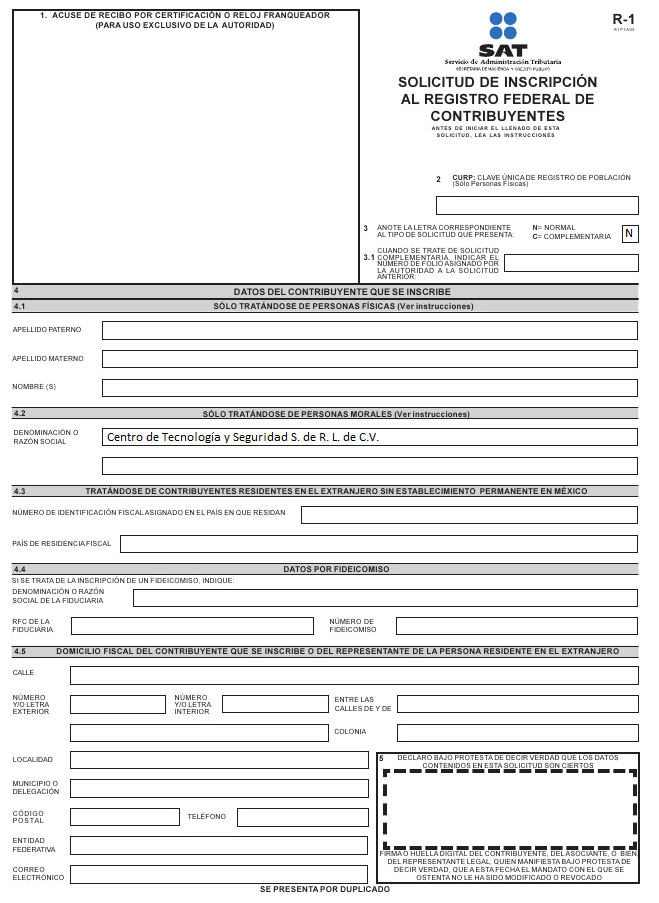 1. ACUSE DE RECIBO POR CERTIFICACIÓN O RELOJ FRANQUEADOR
(PARA USO EXCLUSIVO DE LA AUTORIDAD)
SAT
Servicio de Administración Tributaria
SECRETARÍA DE HACIENDA Y CRÉDITO PÚBLICO
R-1
R1P1A03
SOLICITUD DE INSCRIPCIÓN
AL REGISTRO FEDERAL DE
CONTRIBUYENTES
ANTES DE INICIAR EL LLENADO DE ESTA
SOLICITUD, LEA LAS INSTRUCCIONES
2 CURP: CLAVE ÚNICA DE REGISTRO DE POBLACIÓN
(Sólo Personas Físicas)
3 ANOTE LA LETRA CORRESPONDIENTE
AL TIPO DE SOLICITUD QUE PRESENTA:
N= NORMAL
C= COMPLEMENTARIA
N
3.1 CUANDO SE TRATE DE SOLICITUD
COMPLEMENTARIA, INDICAR EL
NÚMERO DE FOLIO ASIGNADO POR
LA AUTORIDAD A LA SOLICITUD
ANTERIOR:
4 DATOS DEL CONTRIBUYENTE QUE SE INSCRIBE
4.1 SÓLO TRATÁNDOSE DE PERSONAS FÍSICAS (Ver instrucciones)
APELLIDO PATERNO
APELLIDO MATERNO
NOMBRE (S)
4.2 SÓLO TRATÁNDOSE DE PERSONAS MORALES (Ver instrucciones)
DENOMINACIÓN O
RAZÓN SOCIAL
Centro de Tecnología y Seguridad S. de R. L. de C.V.
4.3 TRATÁNDOSE DE CONTRIBUYENTES RESIDENTES EN EL EXTRANJERO SIN ESTABLECIMIENTO PERMANENTE EN MÉXICO
NÚMERO DE IDENTIFICACIÓN FISCAL ASIGNADO EN EL PAÍS EN QUE RESIDAN
PAÍS DE RESIDENCIA FISCAL
4.4 DATOS POR FIDEICOMISO
SI SE TRATA DE LA INSCRIPCIÓN DE UN FIDEICOMISO, INDIQUE:
DENOMINACIÓN O RAZÓN
SOCIAL DE LA FIDUCIARIA
RFC DE LA
FIDUCIARIA
NÚMERO DE
FIDEICOMISO
4.5 DOMICILIO FISCAL DEL CONTRIBUYENTE QUE SE INSCRIBE O DEL REPRESENTANTE DE LA PERSONA RESIDENTE EN EL EXTRANJERO
CALLE
NÚMERO
Y/O LETRA
EXTERIOR
NÚMERO
Y/O LETRA
INTERIOR
ENTRE LAS
CALLES DE Y DE
COLONIA
LOCALIDAD
MUNICIPIO O
DELEGACIÓN
CÓDIGO
POSTAL
TELÉFONO
ENTIDAD
FEDERATIVA
CORREO
ELECTRÓNICO
5 DECLARO BAJO PROTESTA DE DECIR VERDAD QUE LOS DATOS
CONTENIDOS EN ESTA SOLICITUD SON CIERTOS
FIRMA O HUELLA DIGITAL DEL CONTRIBUYENTE, DEL ASOCIANTE, O BIEN,
DEL REPRESENTANTE LEGAL, QUIEN MANIFIESTA BAJO PROTESTA DE
DECIR VERDAD, QUE A ESTA FECHA EL MANDATO CON EL QUE SE
OSTENTA NO LE HA SIDO MODIFICADO O REVOCADO
SE PRESENTA POR DUPLICADO